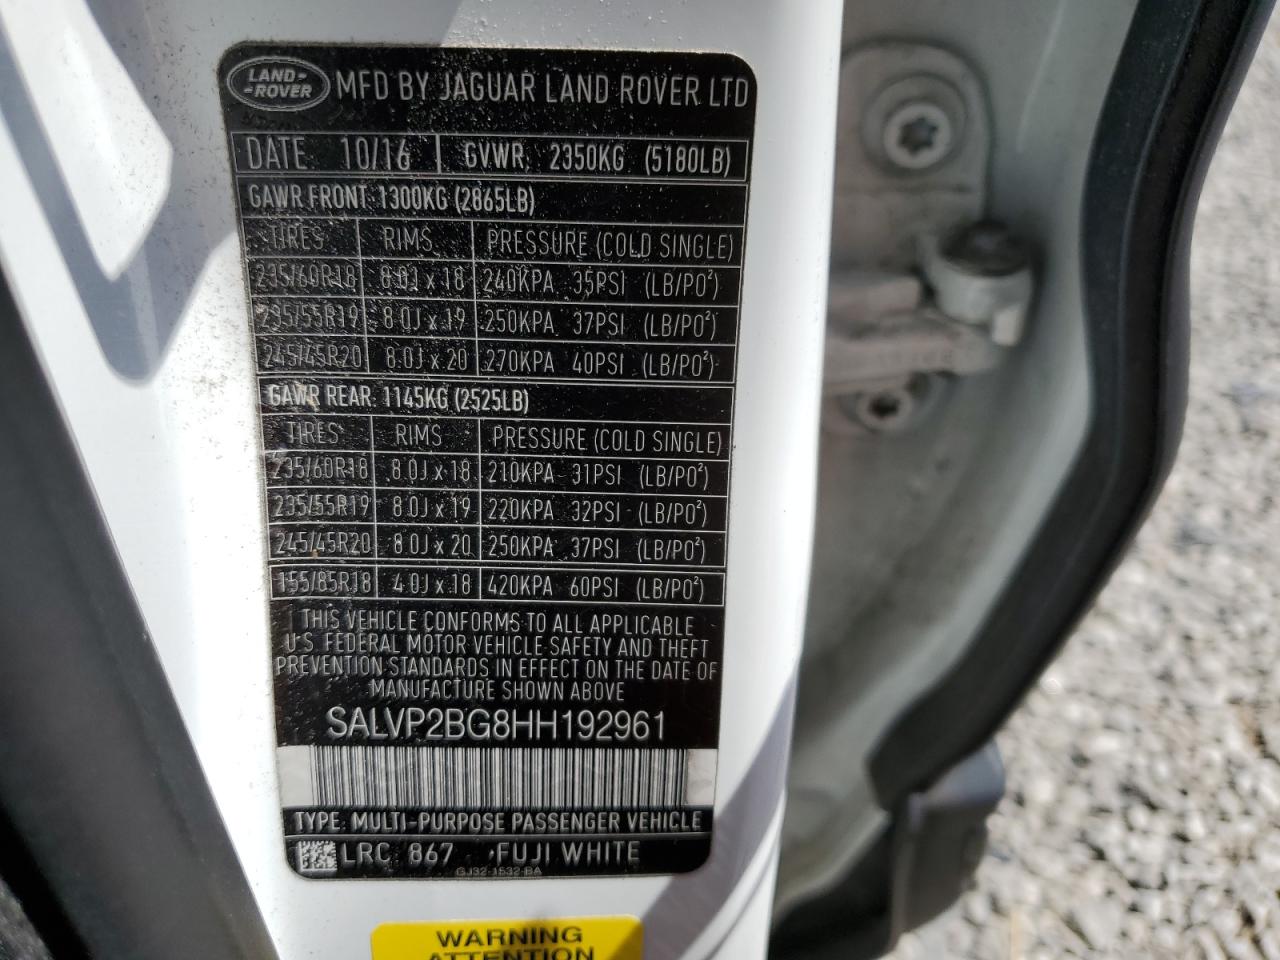 LAND-
-ROVER
MFD BY JAGUAR LAND ROVER LTD
DATE 10/16 GVWR 2350KG (5180LB)
GAWR FRONT 1300KG (2865LB)
TIRES RIMS PRESSURE (COLD SINGLE)
235/60R18 8.0J x 18 240KPA 35PSI (LB/PO²)
235/55R19 8.0J x 19 250KPA 37PSI (LB/PO²)
245/45R20 8.0J x 20 270KPA 40PSI (LB/PO²)
GAWR REAR 1145KG (2525LB)
TIRES RIMS PRESSURE (COLD SINGLE)
235/60R18 8.0J x 18 210KPA 31PSI (LB/PO²)
235/55R19 8.0J x 19 220KPA 32PSI (LB/PO²)
245/45R20 8.0J x 20 250KPA 37PSI (LB/PO²)
155/85R18 4.0J x 18 420KPA 60PSI (LB/PO²)
THIS VEHICLE CONFORMS TO ALL APPLICABLE
U.S FEDERAL MOTOR VEHICLE SAFETY AND THEFT
PREVENTION STANDARDS IN EFFECT ON THE DATE OF
MANUFACTURE SHOWN ABOVE
SALVP2BG8HH192961
TYPE: MULTI-PURPOSE PASSENGER VEHICLE
LRC 867 FUJI WHITE
GJ32-1532-BA
WARNING
ATTENTION